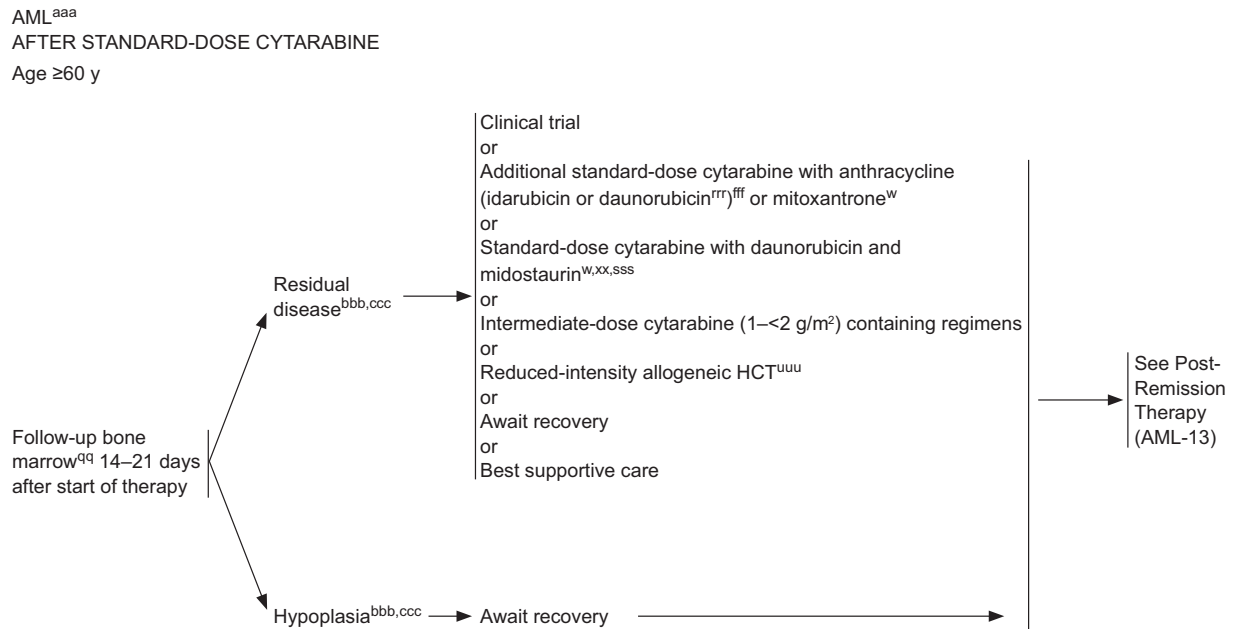 AMLaaa
AFTER STANDARD-DOSE CYTARABINE
Age ≥60 y
Follow-up bone
marrowqq 14–21 days
after start of therapy
Residual
diseasebbb,ccc
Clinical trial
or
Additional standard-dose cytarabine with anthracycline
(idarubicin or daunorubicinrrr)fff or mitoxantronew
or
Standard-dose cytarabine with daunorubicin and
midostaurinw,xx,sss
or
Intermediate-dose cytarabine (1–<2 g/m2) containing regimens
or
Reduced-intensity allogeneic HCTuuu
or
Await recovery
or
Best supportive care
Hypoplasiabbb,ccc
Await recovery
See Post-
Remission
Therapy
(AML-13)